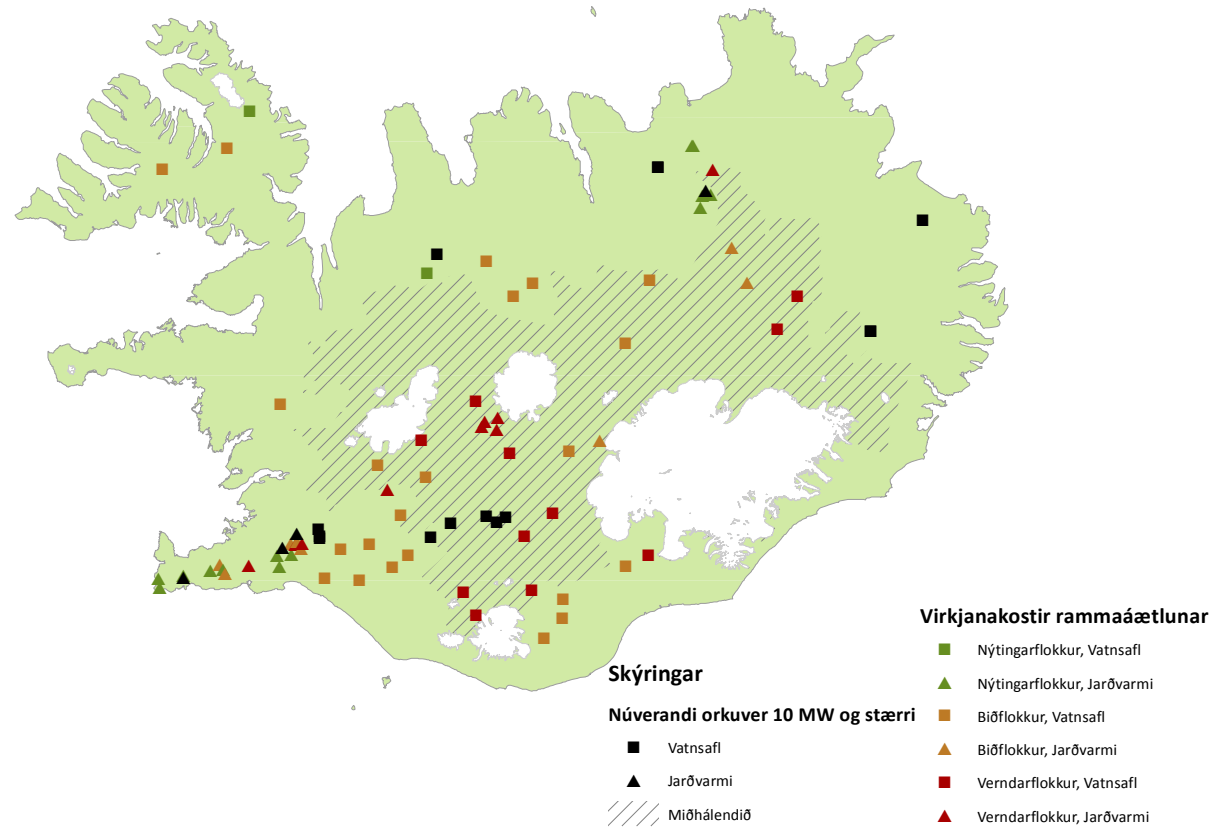 Skýringar
Núverandi orkuver 10 MW og stærri
Vatnsafl
Jarðvarmi
Miðhálendið
Virkjanakostir rammaáætlunar
Nýtingarflokkur, Vatnsafl
Nýtingarflokkur, Jarðvarmi
Biðflokkur, Vatnsafl
Biðflokkur, Jarðvarmi
Verndarflokkur, Vatnsafl
Verndarflokkur, Jarðvarmi